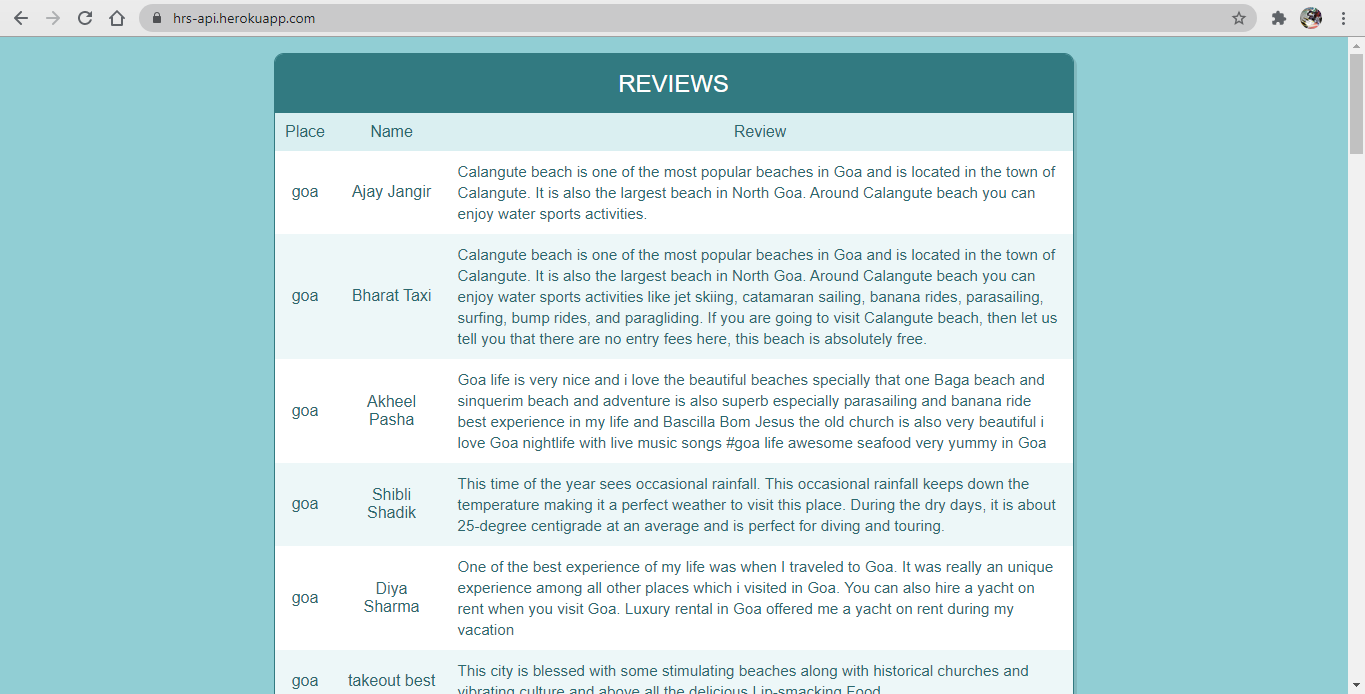 hrs-api.herokuapp.com
REVIEWS
Place Name Review
goa Ajay Jangir
Calangute beach is one of the most popular beaches in Goa and is located in the town of
Calangute. It is also the largest beach in North Goa. Around Calangute beach you can
enjoy water sports activities.
goa Bharat Taxi
Calangute beach is one of the most popular beaches in Goa and is located in the town of
Calangute. It is also the largest beach in North Goa. Around Calangute beach you can
enjoy water sports activities like jet skiing, catamaran sailing, banana rides, parasailing,
surfing, bump rides, and paragliding. If you are going to visit Calangute beach, then let us
tell you that there are no entry fees here, this beach is absolutely free.
goa
Akheel
Pasha
Goa life is very nice and i love the beautiful beaches specially that one Baga beach and
sinquerim beach and adventure is also superb especially parasailing and banana ride
best experience in my life and Bascilla Bom Jesus the old church is also very beautiful i
love Goa nightlife with live music songs #goa life awesome seafood very yummy in Goa
goa
Shibli
Shadik
This time of the year sees occasional rainfall. This occasional rainfall keeps down the
temperature making it a perfect weather to visit this place. During the dry days, it is about
25-degree centigrade at an average and is perfect for diving and touring.
goa
Diya
Sharma
One of the best experience of my life was when I traveled to Goa. It was really an unique
experience among all other places which i visited in Goa. You can also hire a yacht on
rent when you visit Goa. Luxury rental in Goa offered me a yacht on rent during my
vacation
goa takeout best
This city is blessed with some stimulating beaches along with historical churches and
vibrating culture and above all the delicious Lip-smacking Food